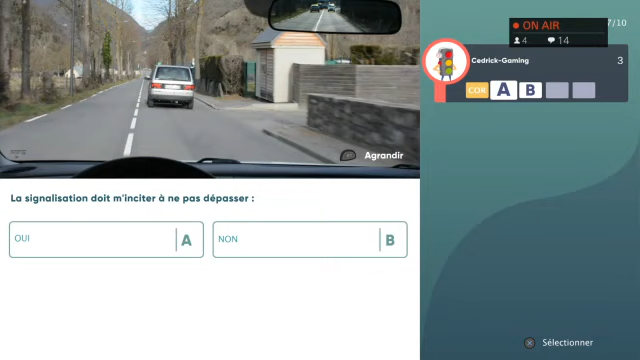 ON AIR
7/10
4 14
Cedrick-Gaming 3
COR A B
Agrandir
La signalisation doit m'inciter à ne pas dépasser :
OUI A NON B
Sélectionner